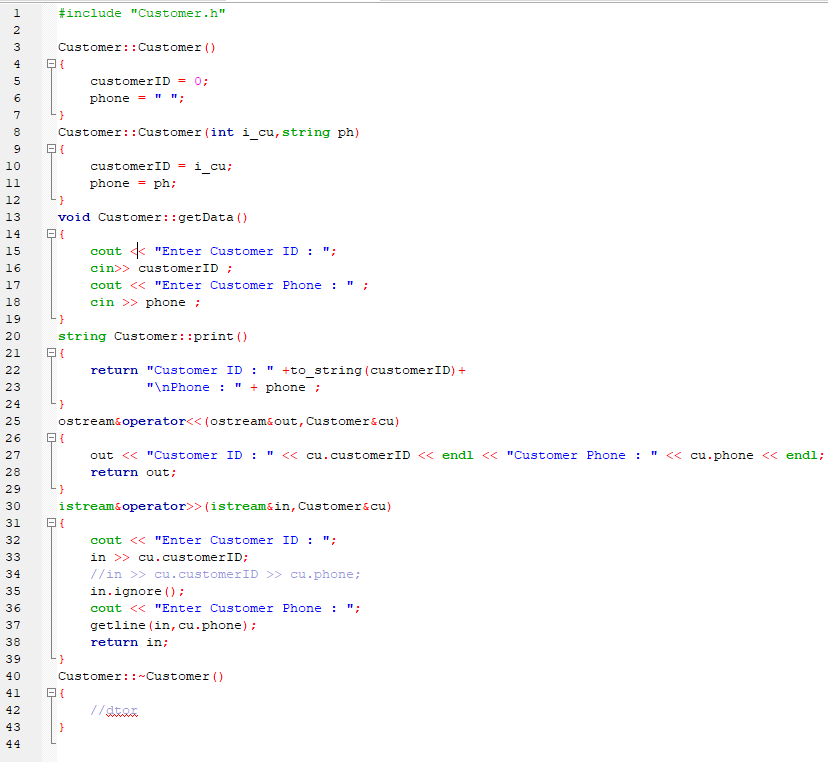 1 #include "Customer.h"
2
3 Customer::Customer()
4 {
5 customerID = 0;
6 phone = " ";
7 }
8 Customer::Customer(int i_cu,string ph)
9 {
10 customerID = i_cu;
11 phone = ph;
12 }
13 void Customer::getData()
14 {
15 cout << "Enter Customer ID : ";
16 cin>> customerID ;
17 cout << "Enter Customer Phone : " ;
18 cin >> phone ;
19 }
20 string Customer::print()
21 {
22 return "Customer ID : " +to_string(customerID)+
23 "\nPhone : " + phone ;
24 }
25 ostream&operator<<(ostream&out,Customer&cu)
26 {
27 out << "Customer ID : " << cu.customerID << endl << "Customer Phone : " << cu.phone << endl;
28 return out;
29 }
30 istream&operator>>(istream&in,Customer&cu)
31 {
32 cout << "Enter Customer ID : ";
33 in >> cu.customerID;
34 //in >> cu.customerID >> cu.phone;
35 in.ignore();
36 cout << "Enter Customer Phone : ";
37 getline(in,cu.phone);
38 return in;
39 }
40 Customer::~Customer()
41 {
42 //dtor
43 }
44